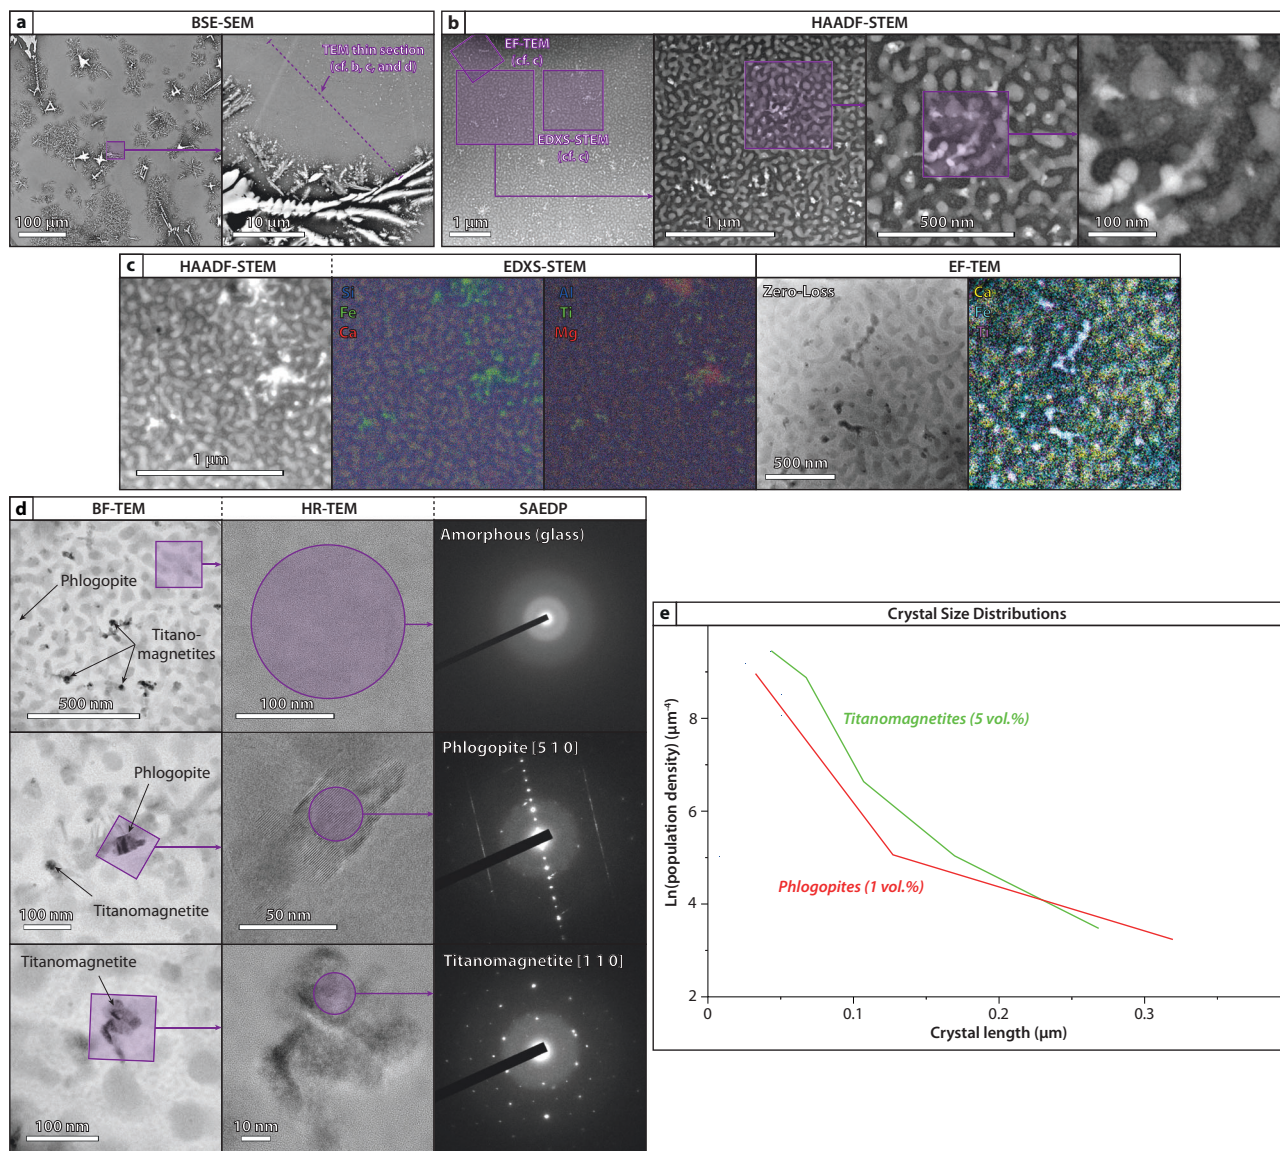 a
BSE-SEM
TEM thin section
(cf. b, c, and d)
100 µm
10 µm
b
HAADF-STEM
EF-TEM
(cf. c)
EDXS-STEM
(cf. c)
1 µm
1 µm
500 nm
100 nm
c
HAADF-STEM
EDXS-STEM
EF-TEM
1 µm
Si
Fe
Ca
Al
Ti
Mg
Zero-Loss
500 nm
Ca
Fe
Ti
d
BF-TEM
HR-TEM
SAEDP
Phlogopite
Titano-
magnetites
500 nm
100 nm
Amorphous (glass)
Phlogopite
Titanomagnetite
100 nm
50 nm
Phlogopite [5 1 0]
Titanomagnetite
100 nm
10 nm
Titanomagnetite [1 1 0]
e
Crystal Size Distributions
Ln(population density) (µm⁻⁴)
8
6
4
2
Titanomagnetites (5 vol.%)
Phlogopites (1 vol.%)
0
0.1
0.2
0.3
Crystal length (µm)